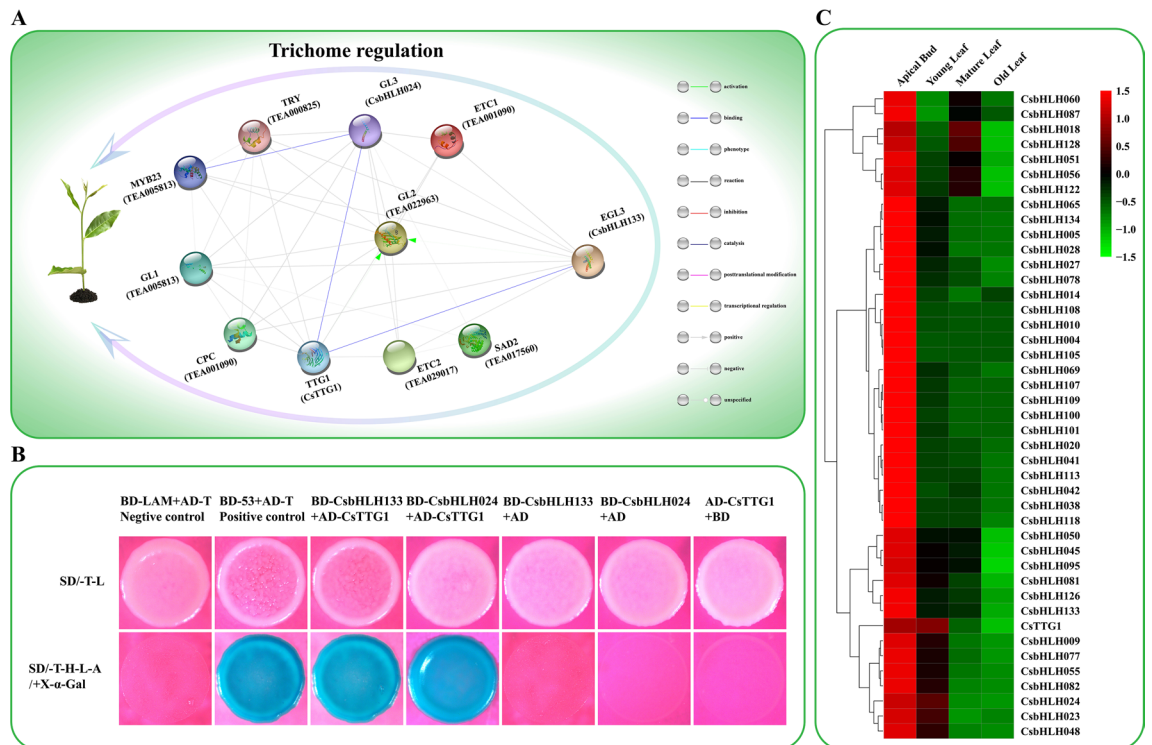 A
Trichome regulation
GL3
(CsbHLH024)
TRY
(TEA000825)
ETC1
(TEA001090)
MYB23
(TEA005813)
GL2
(TEA022963)
EGL3
(CsbHLH133)
GL1
(TEA005813)
CPC
(TEA001090)
TTG1
(CsTTG1)
ETC2
(TEA029017)
SAD2
(TEA017560)
activation
binding
phenotype
reaction
inhibition
catalysis
posttranslational modification
transcriptional regulation
positive
negative
unspecified
B
BD-LAM+AD-T
Negtive control
BD-53+AD-T
Positive control
BD-CsbHLH133
+AD-CsTTG1
BD-CsbHLH024
+AD-CsTTG1
BD-CsbHLH133
+AD
BD-CsbHLH024
+AD
AD-CsTTG1
+BD
SD/-T-L
SD/-T-H-L-A
/+X-α-Gal
C
Apical Bud
Young Leaf
Mature Leaf
Old Leaf
1.5
1.0
0.5
0.0
-0.5
-1.0
-1.5
CsbHLH060
CsbHLH087
CsbHLH018
CsbHLH128
CsbHLH051
CsbHLH056
CsbHLH122
CsbHLH065
CsbHLH134
CsbHLH005
CsbHLH028
CsbHLH027
CsbHLH078
CsbHLH014
CsbHLH108
CsbHLH010
CsbHLH004
CsbHLH105
CsbHLH069
CsbHLH107
CsbHLH109
CsbHLH100
CsbHLH101
CsbHLH020
CsbHLH041
CsbHLH113
CsbHLH042
CsbHLH038
CsbHLH118
CsbHLH050
CsbHLH045
CsbHLH095
CsbHLH081
CsbHLH126
CsbHLH133
CsTTG1
CsbHLH009
CsbHLH077
CsbHLH055
CsbHLH082
CsbHLH024
CsbHLH023
CsbHLH048